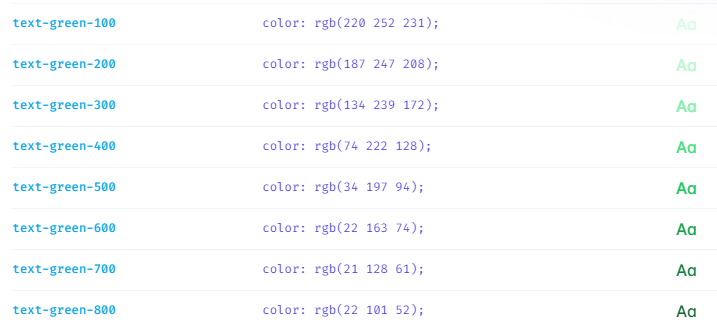 text-green-100 color: rgb(220 252 231); Aa
text-green-200 color: rgb(187 247 208); Aa
text-green-300 color: rgb(134 239 172); Aa
text-green-400 color: rgb(74 222 128); Aa
text-green-500 color: rgb(34 197 94); Aa
text-green-600 color: rgb(22 163 74); Aa
text-green-700 color: rgb(21 128 61); Aa
text-green-800 color: rgb(22 101 52); Aa